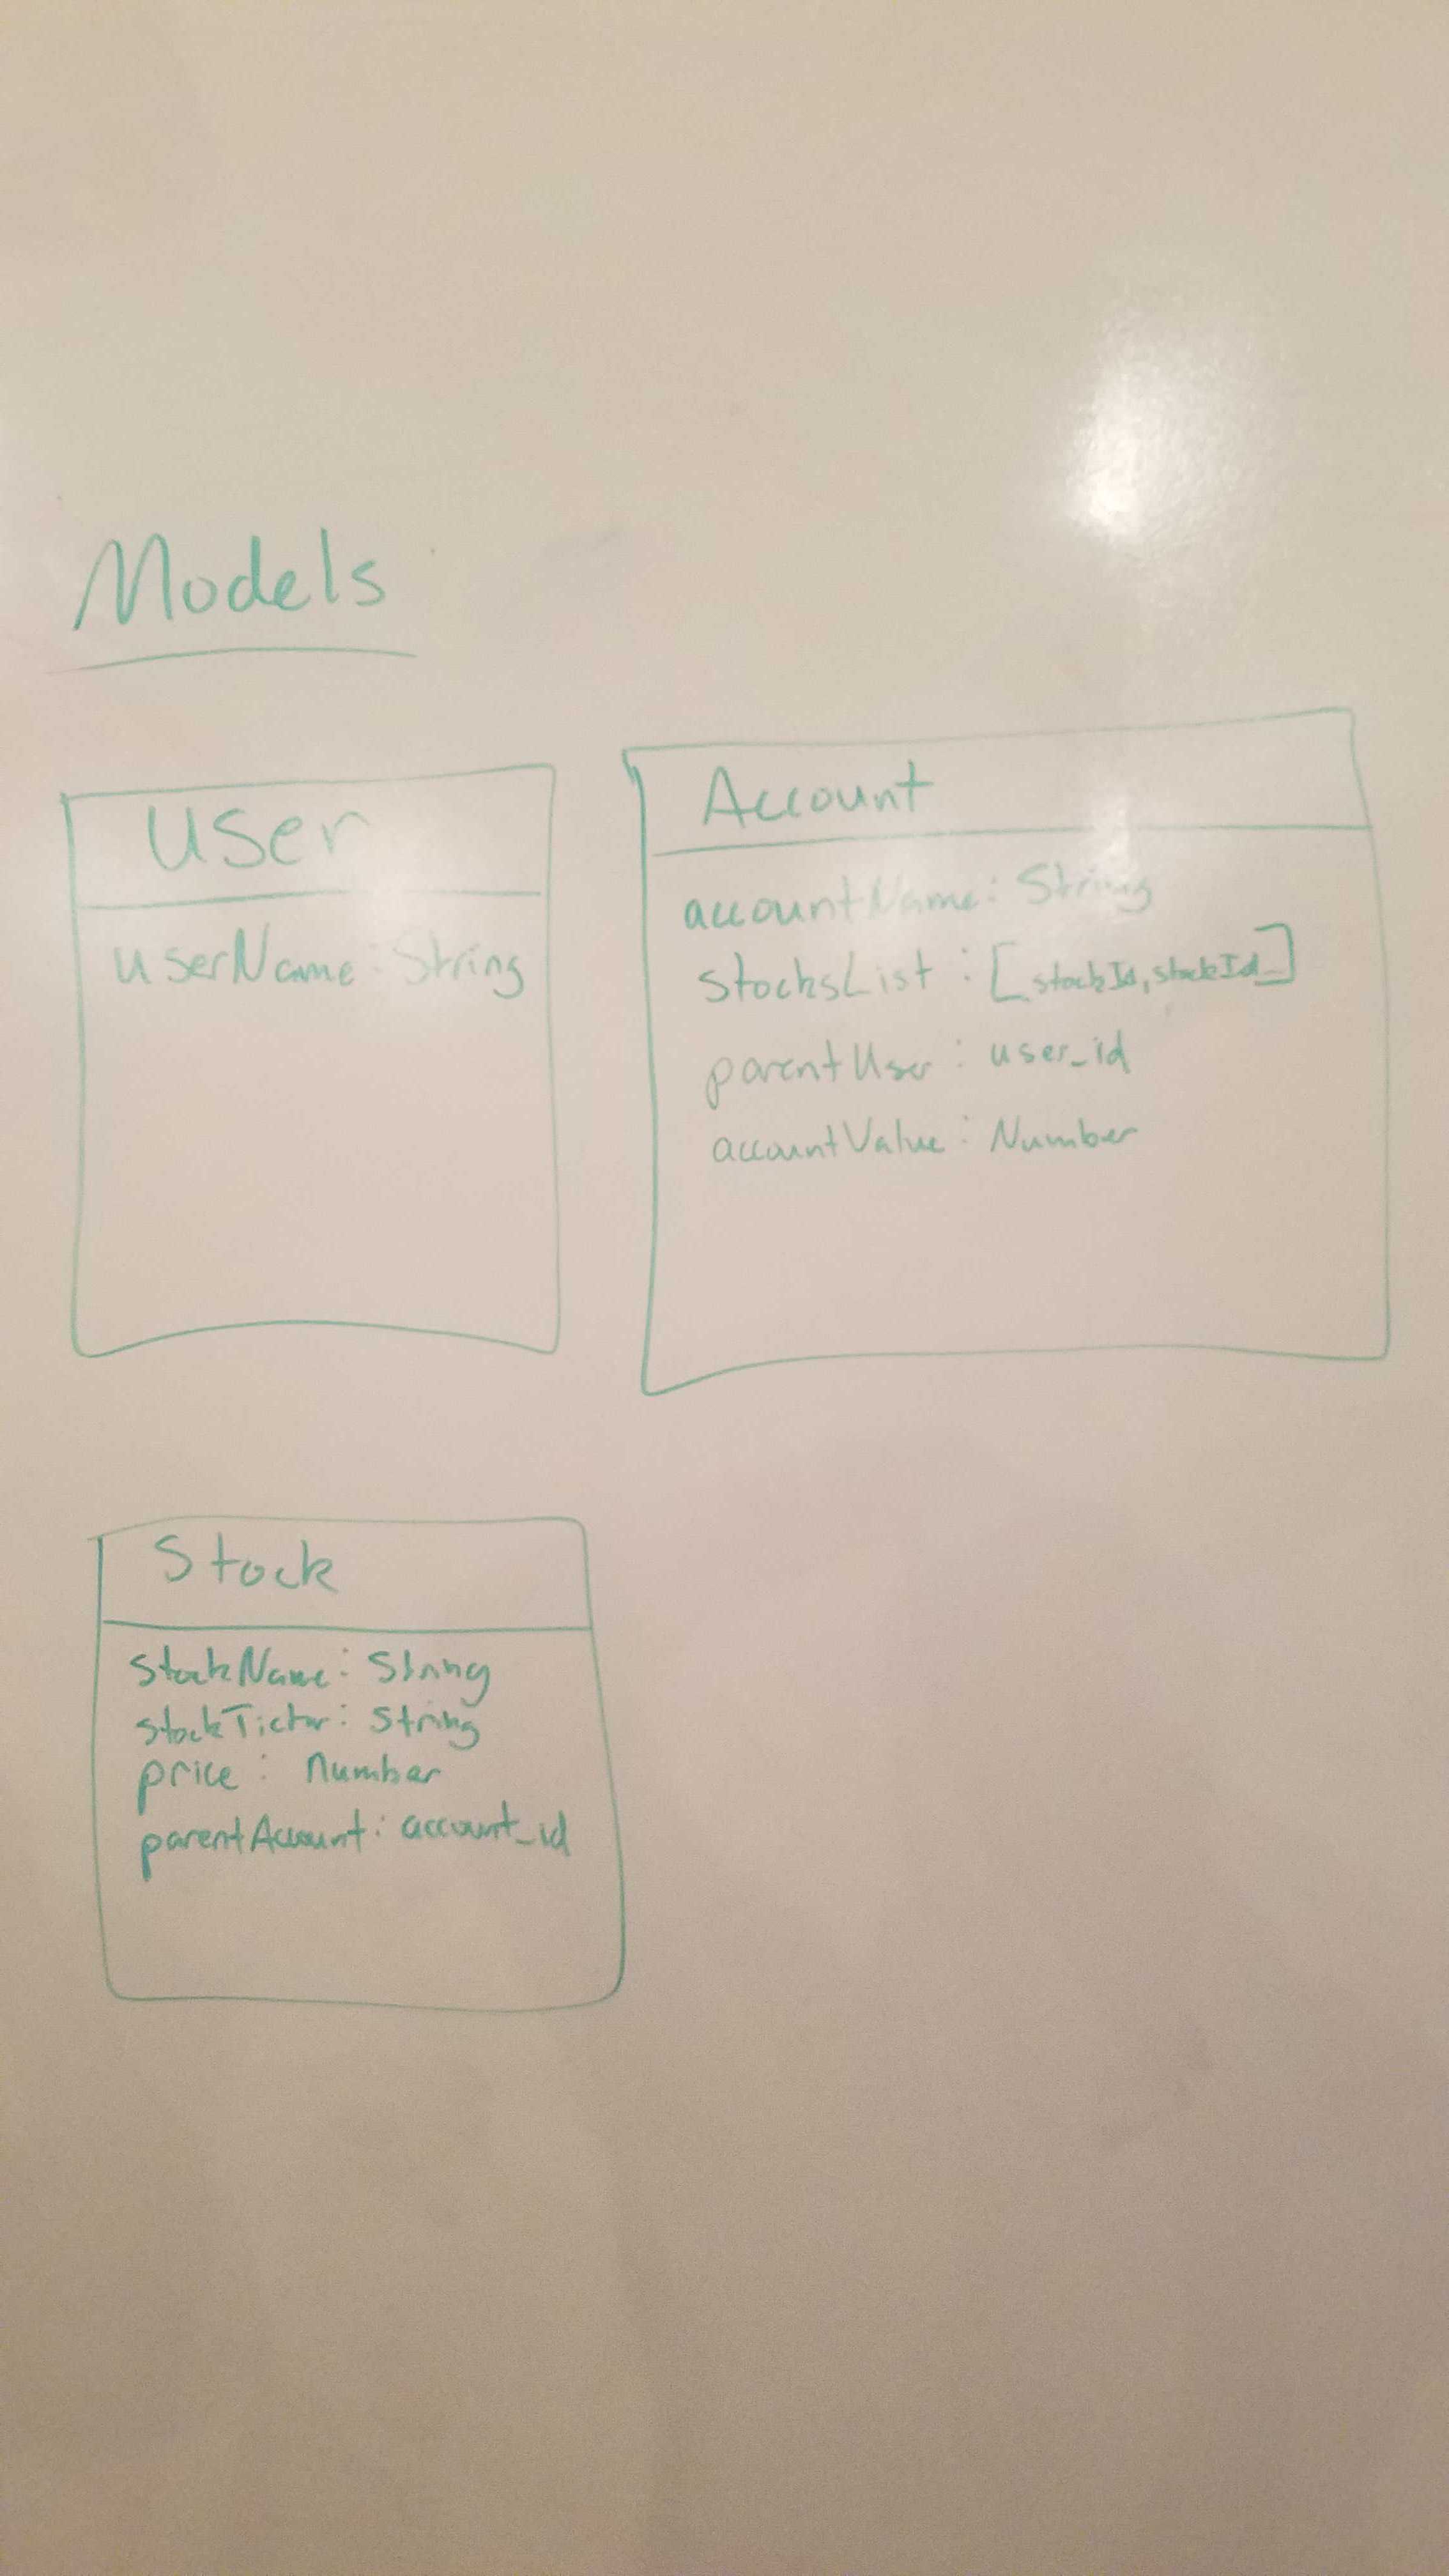 Models
User
userName: String
Account
accountName: String
stocksList: [stockId, stockId]
parentUser: user_id
accountValue: Number
Stock
stockName: String
stockTicker: String
price: Number
parentAccount: account_id